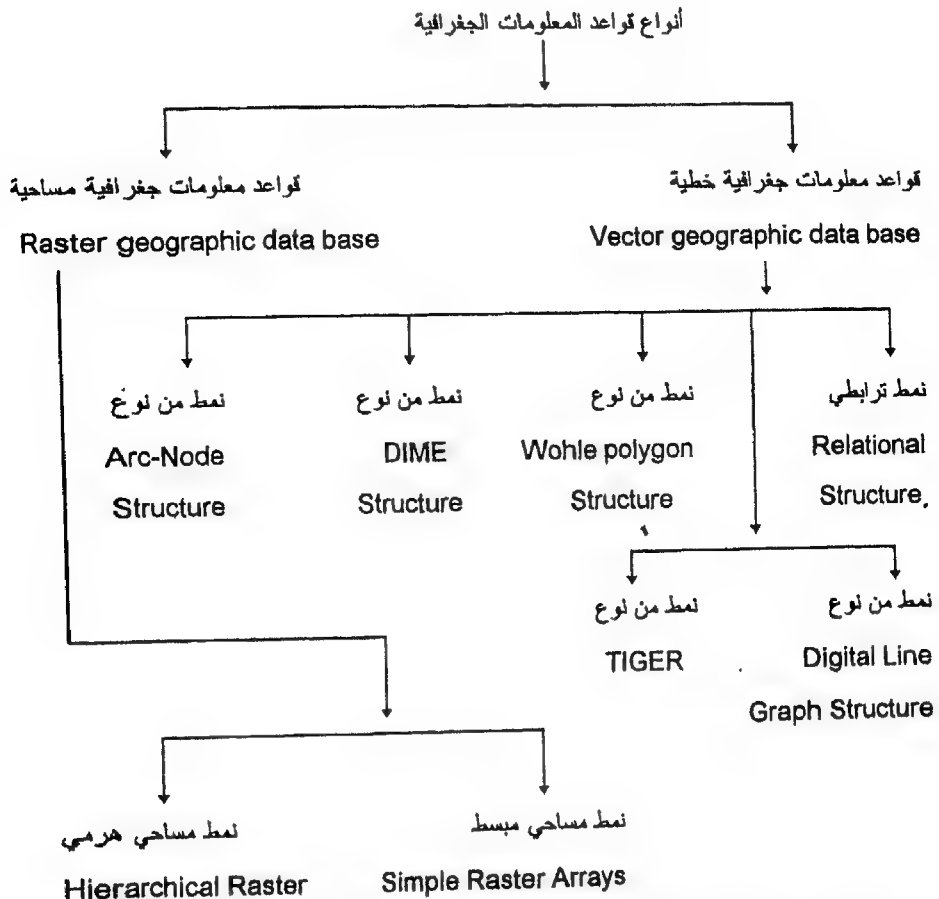 أنواع قواعد المعلومات الجغرافية
قواعد معلومات جغرافية خطية
Vector geographic data base
قواعد معلومات جغرافية مساحية
Raster geographic data base
نمط ترابطي
Relational
Structure.
نمط من نوع
Wohle polygon
Structure
نمط من نوع
DIME
Structure
نمط من نوع
Arc-Node
Structure
نمط من نوع
Digital Line
Graph Structure
نمط من نوع
TIGER
نمط مساحي مبسط
Simple Raster Arrays
نمط مساحي هرمي
Hierarchical Raster